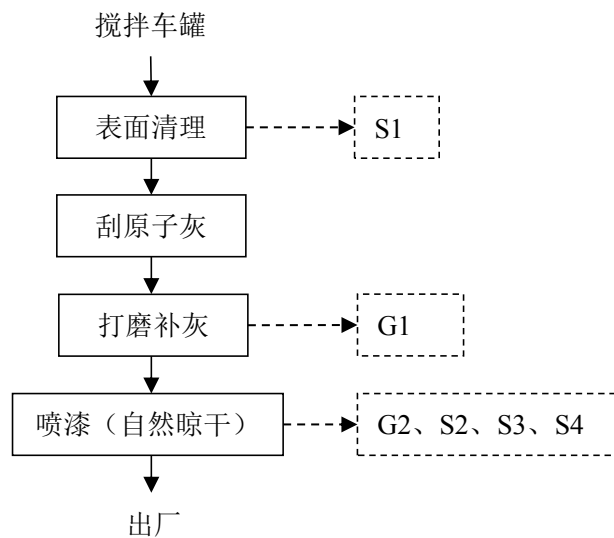 搅拌车罐
表面清理
S1
刮原子灰
打磨补灰
G1
喷漆（自然晾干）
G2、S2、S3、S4
出厂